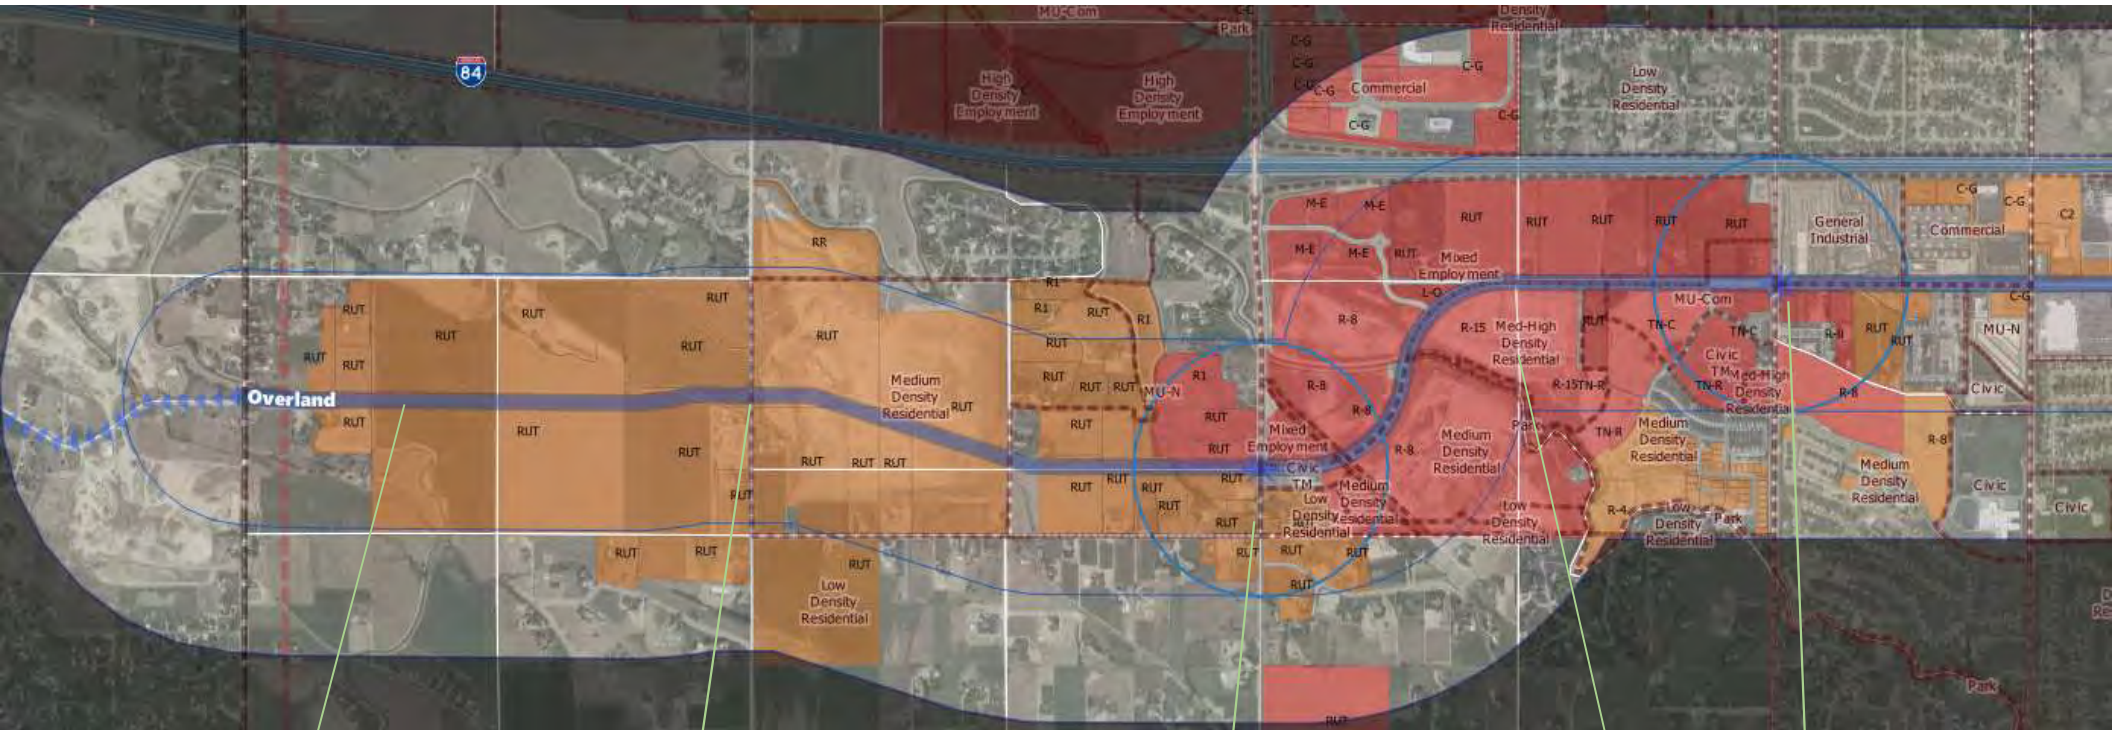 MU-Com
C-C
Park
Density
Residential
84
High
Density
Employment
High
Density
Employment
C-G
C-G
C-G
C-G
Commercial
C-G
C-G
C-G
Low
Density
Residential
RR
M-E
M-E
M-E
M-E
RUT
RUT
RUT
RUT
RUT
RUT
Mixed
Employment
L-O
General
Industrial
C-G
C-G
C2
Commercial
C-G
MU-N
Civic
R1
R1
RUT
R1
RUT
RUT
RUT
RUT
MU-N
R1
RUT
RUT
RUT
RUT
RUT
RUT
RUT
RUT
RUT
RUT
RUT
RUT
RUT
Overland
RUT
RUT
RUT
Medium
Density
Residential
RUT
RUT
RUT
RUT
RUT
R-8
R-15
Med-High
Density
Residential
RUT
MU-Com
TN-C
TN-C
Civic
TM
Med-High
Density
Residential
R-8
RUT
RUT
R-8
R-8
R-8
R-15
TN-R
TN-R
TN-R
Park
R-8
Mixed
Employment
Civic
TM
Low
Density
Residential
Medium
Density
Residential
Medium
Density
Residential
Low
Density
Residential
Medium
Density
Residential
R-4
Low
Density
Residential
Park
R-8
Medium
Density
Residential
Civic
Civic
RUT
RUT
RUT
RUT
RUT
RUT
RUT
RUT
RUT
RUT
RUT
RUT
Low
Density
Residential
RUT
Park